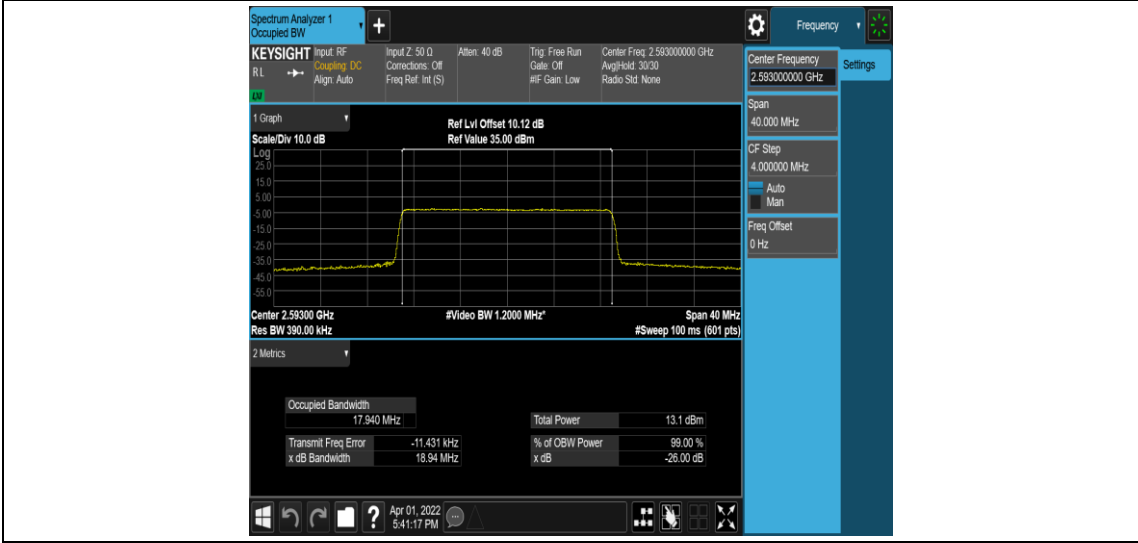 Spectrum Analyzer 1
Occupied BW
+
Frequency
KEYSIGHT
RL
Input: RF
Coupling: DC
Align: Auto
Input Z: 50 Ω
Corrections: Off
Freq Ref: Int (S)
Atten: 40 dB
Trig: Free Run
Gate: Off
#IF Gain: Low
Center Freq: 2.593000000 GHz
Avg|Hold: 30/30
Radio Std: None
Center Frequency
2.593000000 GHz
Settings
Span
40.000 MHz
CF Step
4.000000 MHz
Auto
Man
Freq Offset
0 Hz
1 Graph
Scale/Div 10.0 dB
Ref Lvl Offset 10.12 dB
Ref Value 35.00 dBm
Log
25.0
15.0
5.00
-5.00
-15.0
-25.0
-35.0
-45.0
-55.0
Center 2.59300 GHz
#Video BW 1.2000 MHz*
Span 40 MHz
Res BW 390.00 kHz
#Sweep 100 ms (601 pts)
2 Metrics
Occupied Bandwidth
17.940 MHz
Total Power 13.1 dBm
Transmit Freq Error -11.431 kHz
% of OBW Power 99.00 %
x dB Bandwidth 18.94 MHz
x dB -26.00 dB
?
Apr 01, 2022
5:41:17 PM